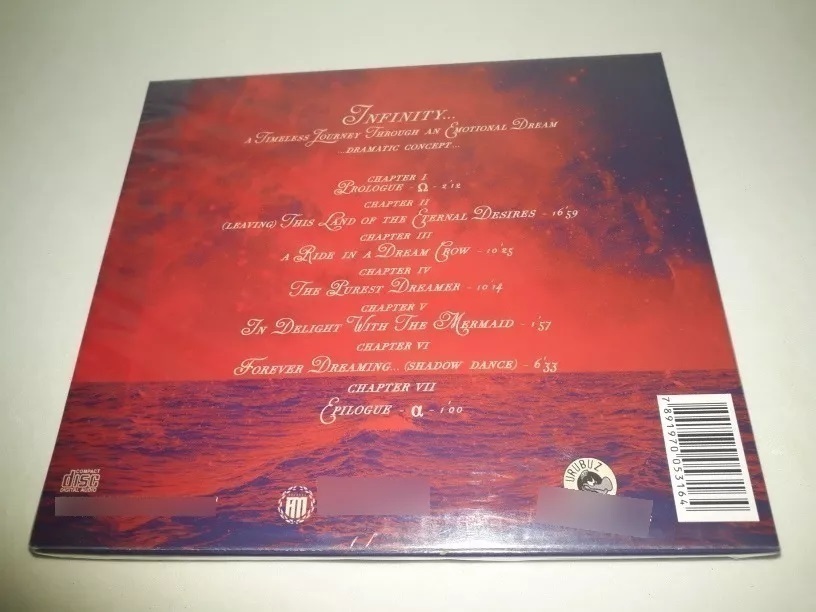 Infinity...
A Timeless Journey Through an Emotional Dream
...dramatic concept...
chapter I
Prologue - Ω - 2'12
chapter II
(leaving) This Land of the Eternal Desires - 16'59
chapter III
A Ride in a Dream Crow - 10'25
chapter IV
The Purest Dreamer - 10'14
chapter V
In Delight With The Mermaid - 1'57
chapter VI
Forever Dreaming... (shadow dance) - 6'33
chapter VII
Epilogue - α - 1'00
COMPACT
disc
DIGITAL AUDIO
URUBUZ
7 891970 053164